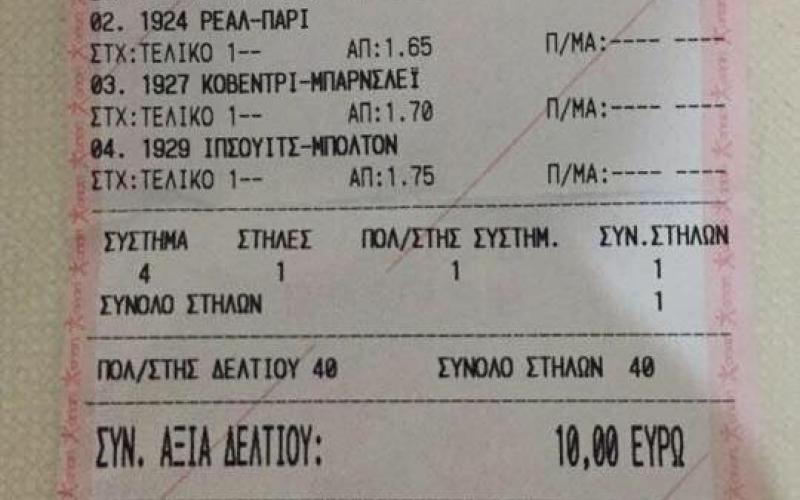 02. 1924 ΡΕΑΛ-ΠΑΡΙ
ΣΤΧ:ΤΕΛΙΚΟ 1-- ΑΠ:1.65 Π/ΜΑ:---- ----
03. 1927 ΚΟΒΕΝΤΡΙ-ΜΠΑΡΝΣΛΕΪ
ΣΤΧ:ΤΕΛΙΚΟ 1-- ΑΠ:1.70 Π/ΜΑ:---- ----
04. 1929 ΙΠΣΟΥΙΤΣ-ΜΠΟΛΤΟΝ
ΣΤΧ:ΤΕΛΙΚΟ 1-- ΑΠ:1.75 Π/ΜΑ:---- ----
ΣΥΣΤΗΜΑ ΣΤΗΛΕΣ ΠΟΛ/ΣΤΗΣ ΣΥΣΤΗΜ. ΣΥΝ.ΣΤΗΛΩΝ
4 1 1 1
ΣΥΝΟΛΟ ΣΤΗΛΩΝ 1
ΠΟΛ/ΣΤΗΣ ΔΕΛΤΙΟΥ 40 ΣΥΝΟΛΟ ΣΤΗΛΩΝ 40
ΣΥΝ. ΑΞΙΑ ΔΕΛΤΙΟΥ: 10,00 ΕΥΡΩ